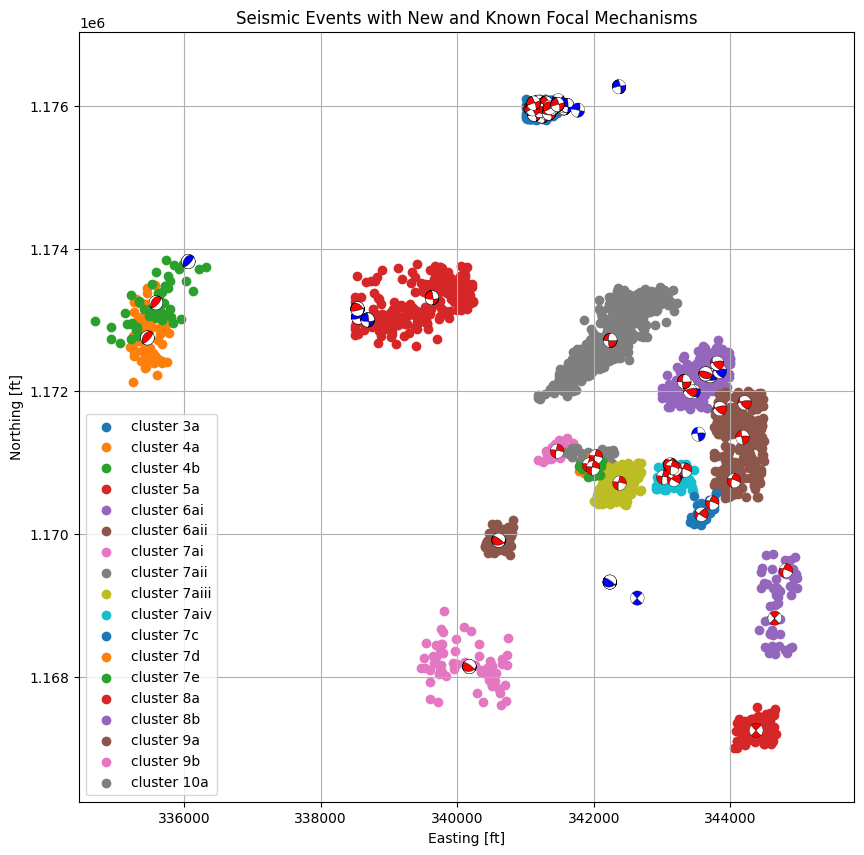 Seismic Events with New and Known Focal Mechanisms
1e6
1.176
1.174
1.172
1.170
1.168
Northing [ft]
cluster 3a
cluster 4a
cluster 4b
cluster 5a
cluster 6ai
cluster 6aii
cluster 7ai
cluster 7aii
cluster 7aiii
cluster 7aiv
cluster 7c
cluster 7d
cluster 7e
cluster 8a
cluster 8b
cluster 9a
cluster 9b
cluster 10a
336000 338000 340000 342000 344000
Easting [ft]